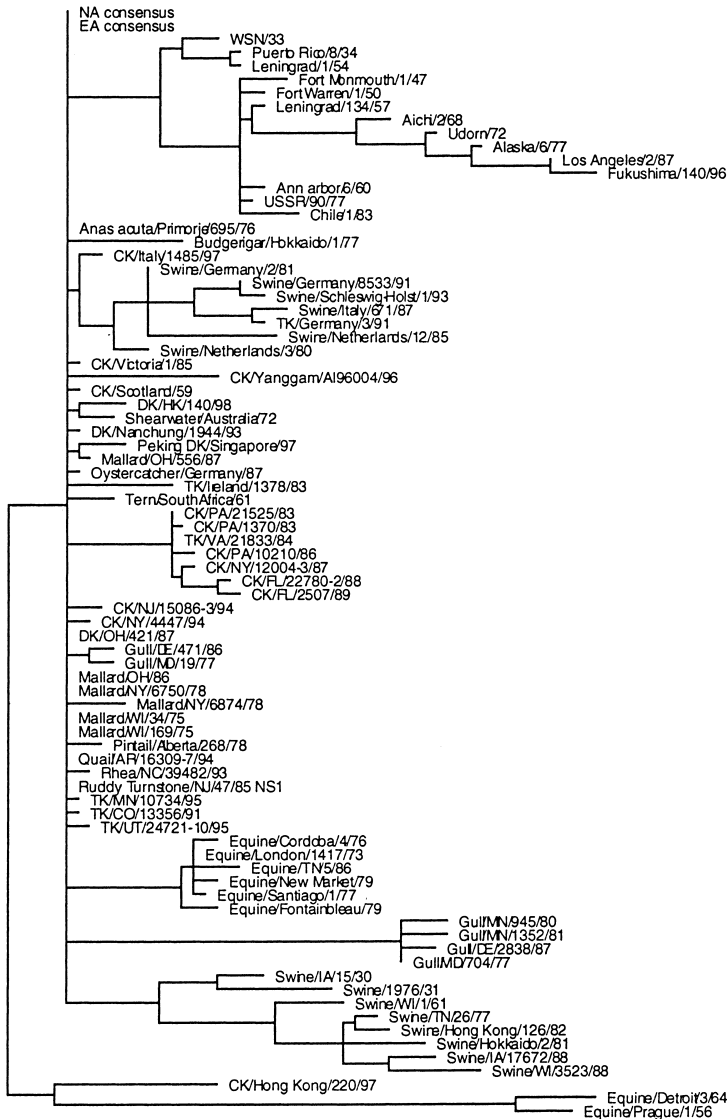 NA consensus
EA consensus
WSN/33
Puerto Rico/8/34
Leningrad/1/54
Fort Monmouth/1/47
Fort Warren/1/50
Leningrad/134/57
Aichi/2/68
Udorn/72
Alaska/6/77
Los Angeles/2/87
Fukushima/140/96
Ann arbor/6/60
USSR/90/77
Chile/1/83
Anas acuta/Primorje/695/76
Budgerigar/Hokkaido/1/77
CK/Italy/1485/97
Swine/Germany/2/81
Swine/Germany/8533/91
Swine/Schleswig-Holst/1/93
Swine/Italy/671/87
TK/Germany/3/91
Swine/Netherlands/12/85
Swine/Netherlands/3/80
CK/Victoria/1/85
CK/Yanggam/AI96004/96
CK/Scotland/59
DK/HK/140/98
Shearwater/Australia/72
DK/Nanchung/1944/93
Peking DK/Singapore/97
Mallard/OH/556/87
Oystercatcher/Germany/87
TK/Ireland/1378/83
Tern/South Africa/61
CK/PA/21525/83
CK/PA/1370/83
TK/VA/21833/84
CK/PA/10210/86
CK/NY/12004-3/87
CK/FL/22780-2/88
CK/FL/2507/89
CK/NJ/15086-3/94
CK/NY/4447/94
DK/OH/421/87
Gull/DE/471/86
Gull/MD/19/77
Mallard/OH/86
Mallard/NY/6750/78
Mallard/NY/6874/78
Mallard/WI/34/75
Mallard/WI/169/75
Pintail/Alberta/268/78
Quail/AR/16309-7/94
Rhea/NC/39482/93
Ruddy Turnstone/NJ/47/85 NS1
TK/MN/10734/95
TK/CO/13356/91
TK/UT/24721-10/95
Equine/Cordoba/4/76
Equine/London/1417/73
Equine/TN/5/86
Equine/New Market/79
Equine/Santiago/1/77
Equine/Fontainbleau/79
Gull/MN/945/80
Gull/MN/1352/81
Gull/DE/2838/87
Gull/MD/704/77
Swine/IA/15/30
Swine/1976/31
Swine/WI/1/61
Swine/TN/26/77
Swine/Hong Kong/126/82
Swine/Hokkaido/2/81
Swine/IA/17672/88
Swine/WI/3523/88
CK/Hong Kong/220/97
Equine/Detroit/3/64
Equine/Prague/1/56